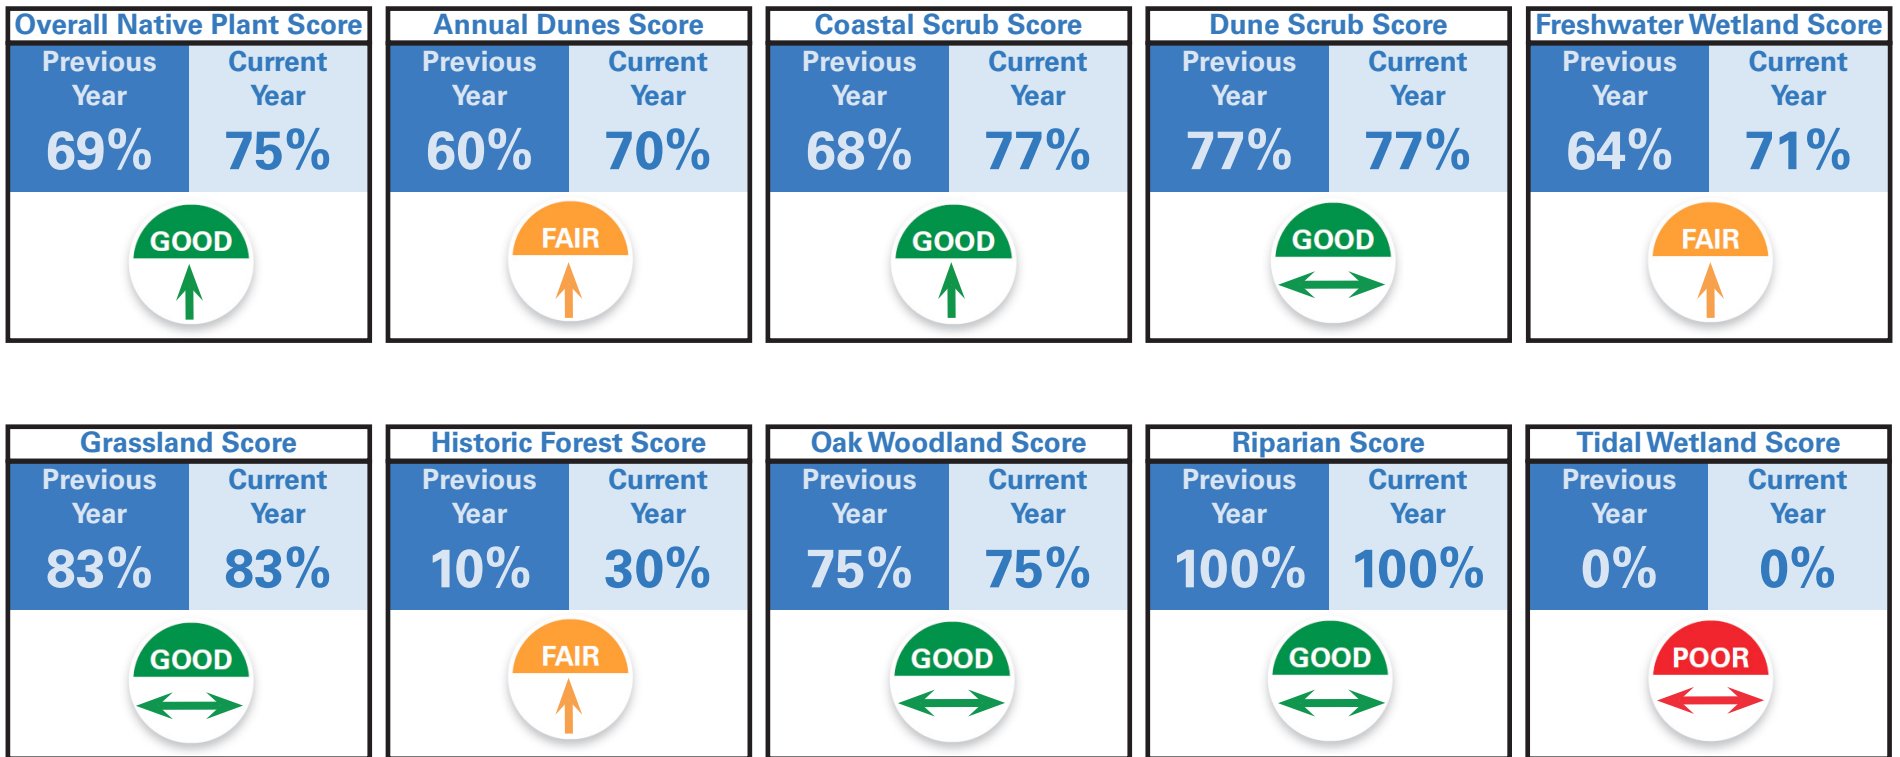 Overall Native Plant Score
Previous Year
Current Year
69%
75%
GOOD
Annual Dunes Score
Previous Year
Current Year
60%
70%
FAIR
Coastal Scrub Score
Previous Year
Current Year
68%
77%
GOOD
Dune Scrub Score
Previous Year
Current Year
77%
77%
GOOD
Freshwater Wetland Score
Previous Year
Current Year
64%
71%
FAIR
Grassland Score
Previous Year
Current Year
83%
83%
GOOD
Historic Forest Score
Previous Year
Current Year
10%
30%
FAIR
Oak Woodland Score
Previous Year
Current Year
75%
75%
GOOD
Riparian Score
Previous Year
Current Year
100%
100%
GOOD
Tidal Wetland Score
Previous Year
Current Year
0%
0%
POOR